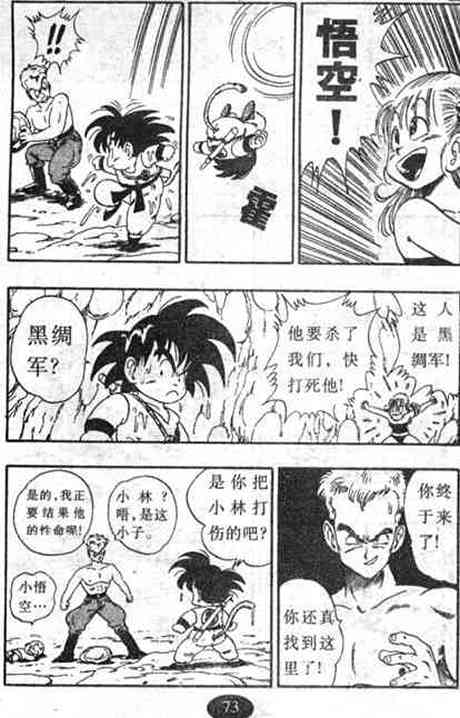 悟空！
霍
!!
这人
是黑
绸军!
他要杀了
我们，快
打死他!
黑绸
军?
你终
于来
了!
你还真
找到这
里了!
是你把
小林打
伤的吧?
小林?
唔，是这
小子。
是的，我正
要结果他
的性命呢!
小悟
空…
73